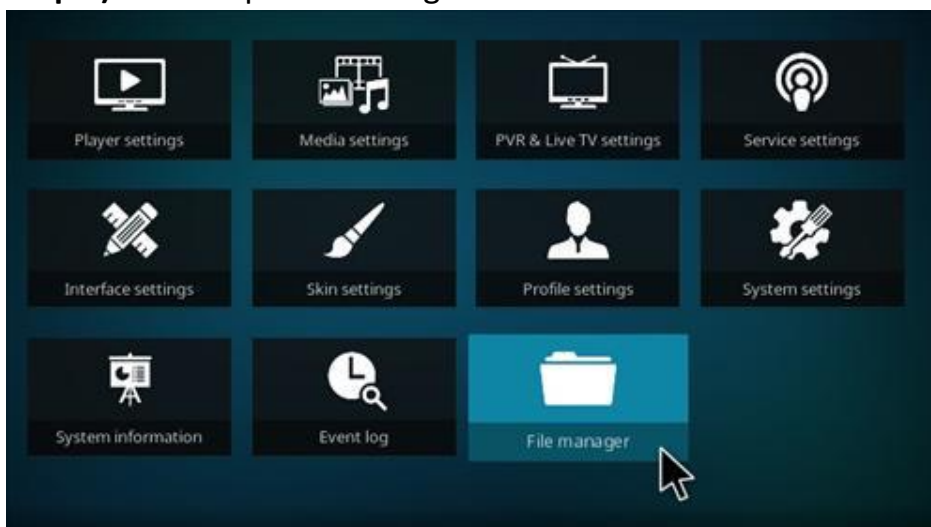 Player settings
Media settings
PVR & Live TV settings
Service settings
Interface settings
Skin settings
Profile settings
System settings
System information
Event log
File manager